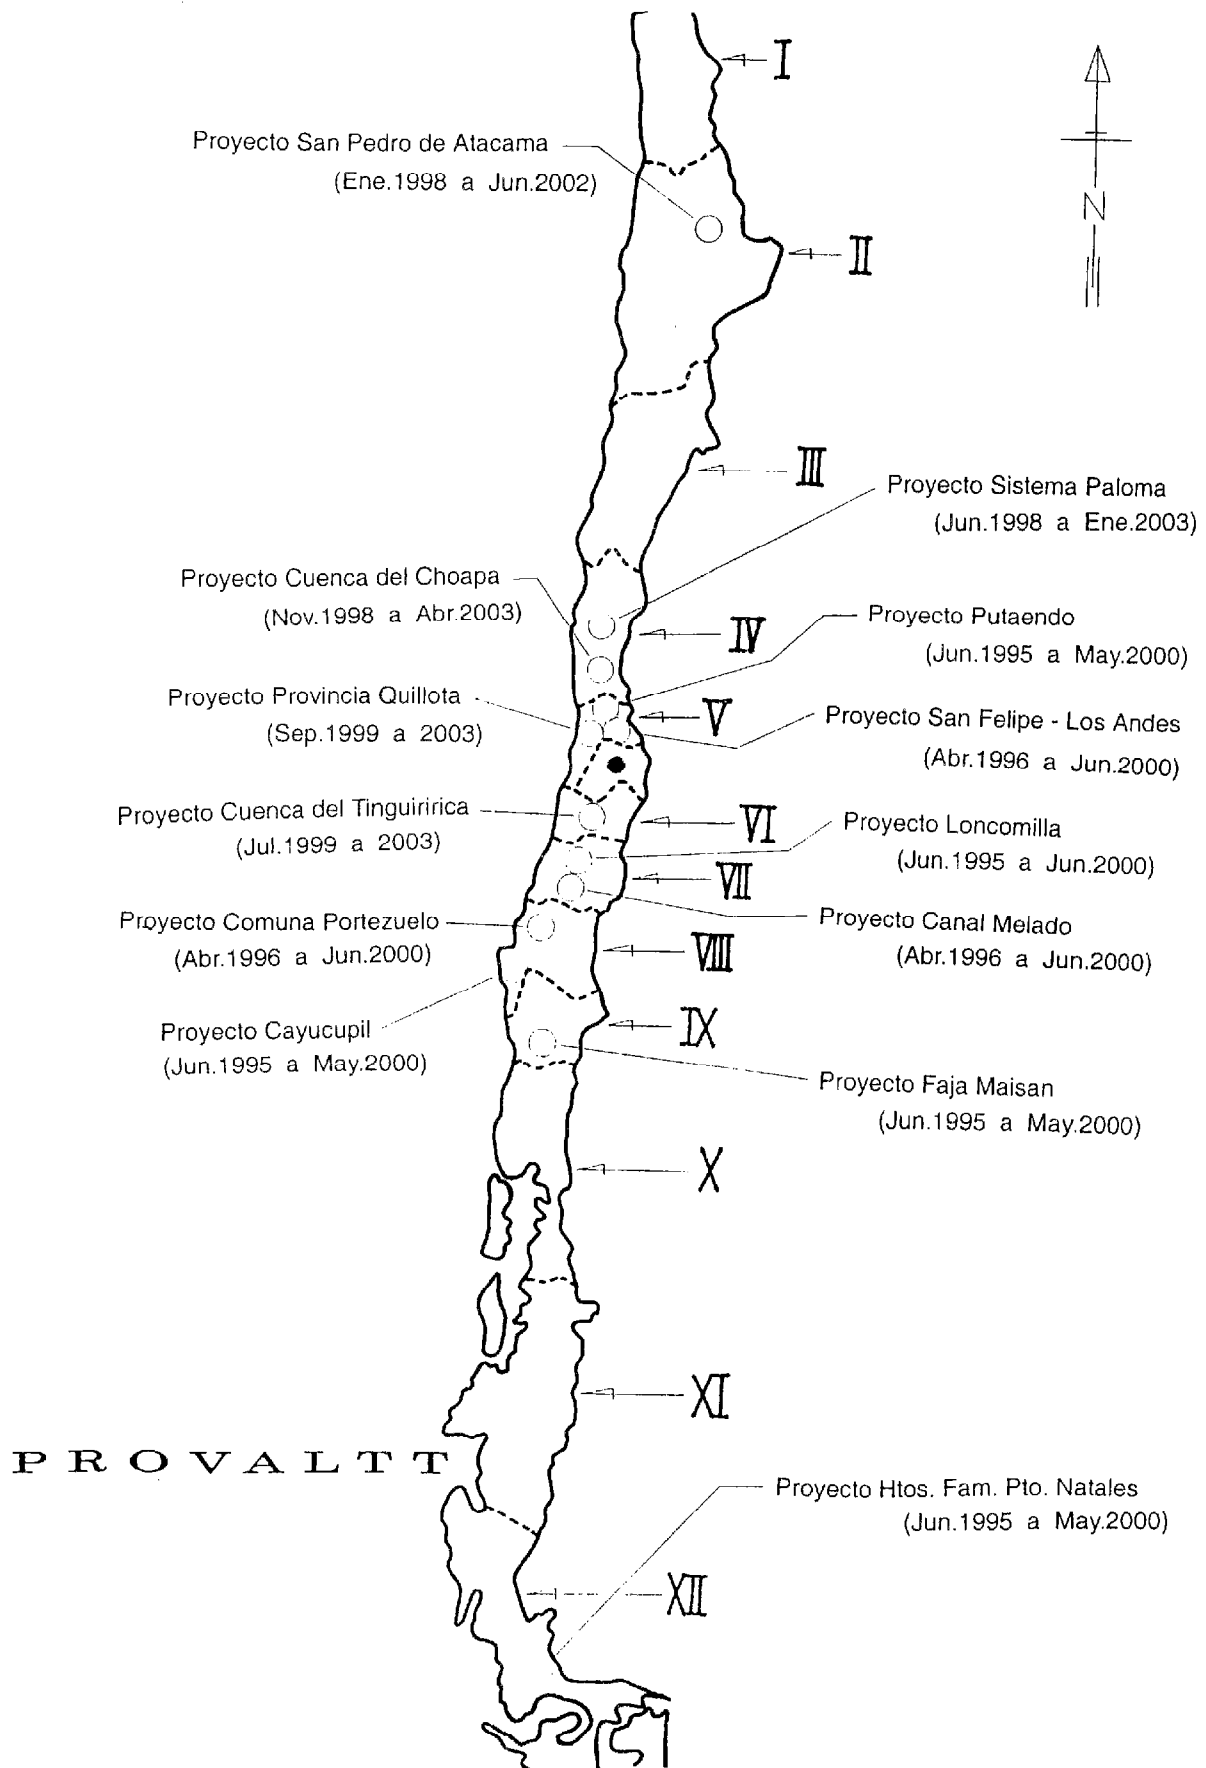 I
Proyecto San Pedro de Atacama
(Ene.1998 a Jun.2002)
N
II
III
Proyecto Sistema Paloma
(Jun.1998 a Ene.2003)
Proyecto Cuenca del Choapa
(Nov.1998 a Abr.2003)
IV
Proyecto Putaendo
(Jun.1995 a May.2000)
Proyecto Provincia Quillota
(Sep.1999 a 2003)
V
Proyecto San Felipe - Los Andes
(Abr.1996 a Jun.2000)
Proyecto Cuenca del Tinguiririca
(Jul.1999 a 2003)
VI
Proyecto Loncomilla
(Jun.1995 a Jun.2000)
VII
Proyecto Comuna Portezuelo
(Abr.1996 a Jun.2000)
Proyecto Canal Melado
(Abr.1996 a Jun.2000)
VIII
Proyecto Cayucupil
(Jun.1995 a May.2000)
IX
Proyecto Faja Maisan
(Jun.1995 a May.2000)
X
XI
PROVALTT
Proyecto Htos. Fam. Pto. Natales
(Jun.1995 a May.2000)
XII